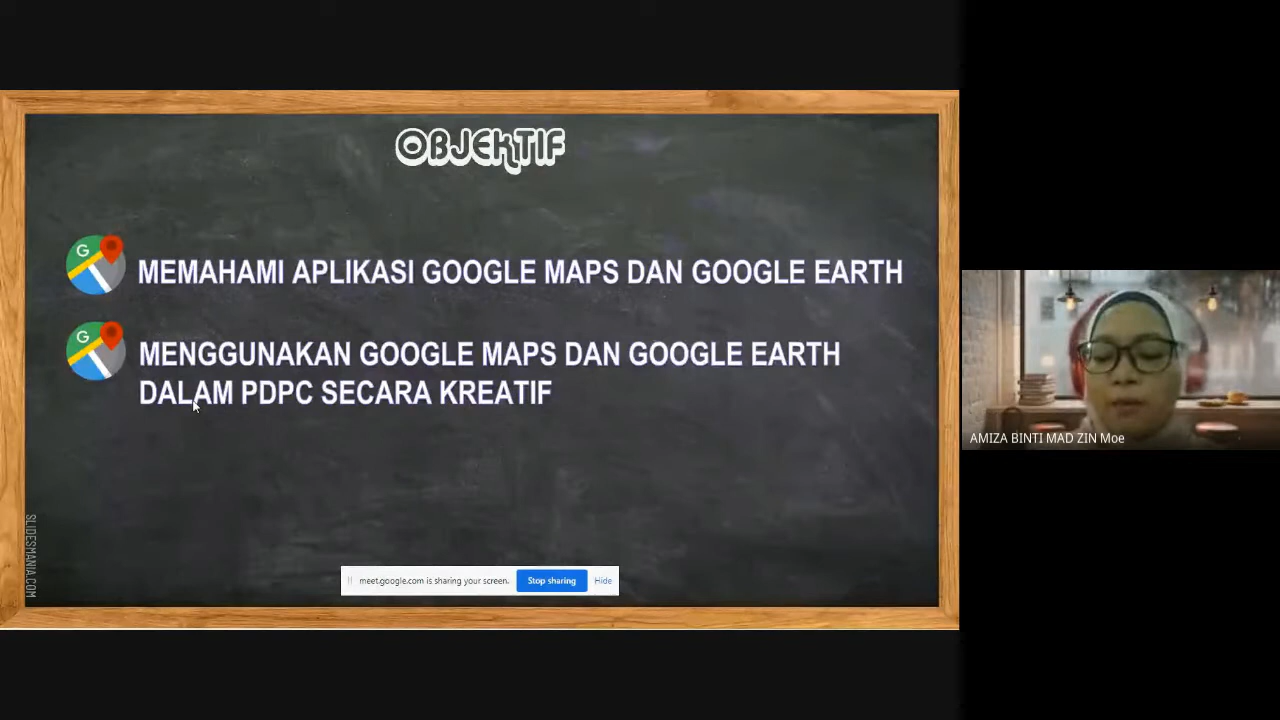 OBJEKTIF
G
MEMAHAMI APLIKASI GOOGLE MAPS DAN GOOGLE EARTH
G
MENGGUNAKAN GOOGLE MAPS DAN GOOGLE EARTH
DALAM PDPC SECARA KREATIF
SLIDESMANIA.COM
meet.google.com is sharing your screen. Stop sharing Hide
AMIZA BINTI MAD ZIN Moe